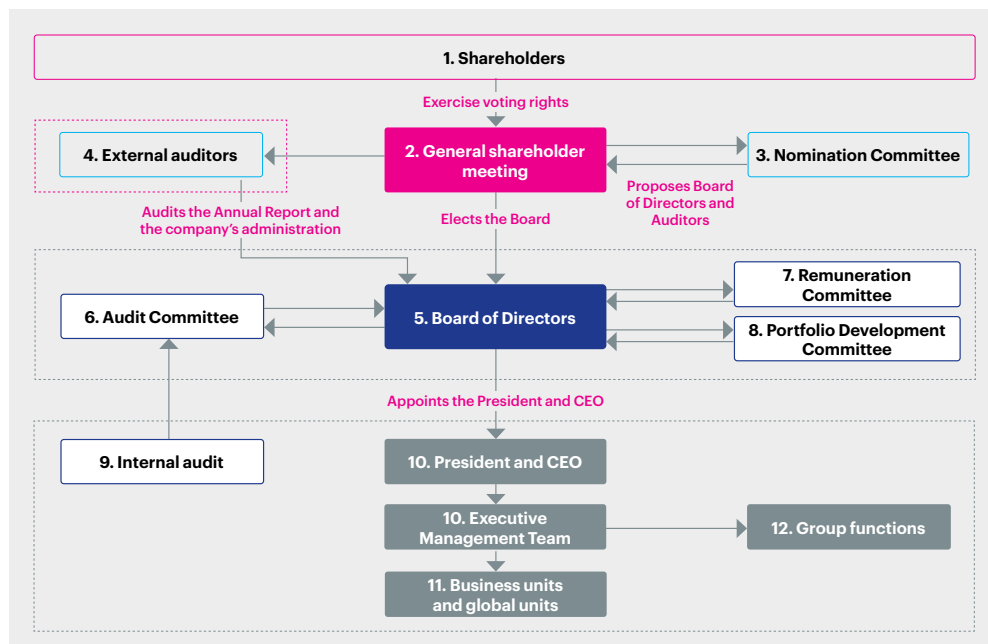 1. Shareholders
Exercise voting rights
4. External auditors
2. General shareholder
meeting
3. Nomination Committee
Proposes Board
of Directors and
Auditors
Audits the Annual Report and
the company's administration
Elects the Board
6. Audit Committee
5. Board of Directors
7. Remuneration
Committee
8. Portfolio Development
Committee
Appoints the President and CEO
9. Internal audit
10. President and CEO
10. Executive
Management Team
12. Group functions
11. Business units
and global units